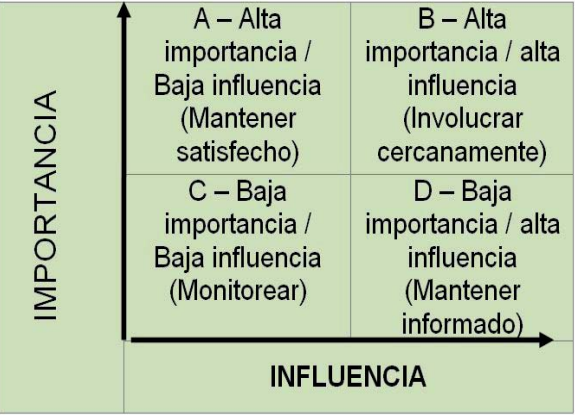 IMPORTANCIA
A – Alta
importancia /
Baja influencia
(Mantener
satisfecho)
B – Alta
importancia / alta
influencia
(Involucrar
cercanamente)
C – Baja
importancia /
Baja influencia
(Monitorear)
D – Baja
importancia / alta
influencia
(Mantener
informado)
INFLUENCIA